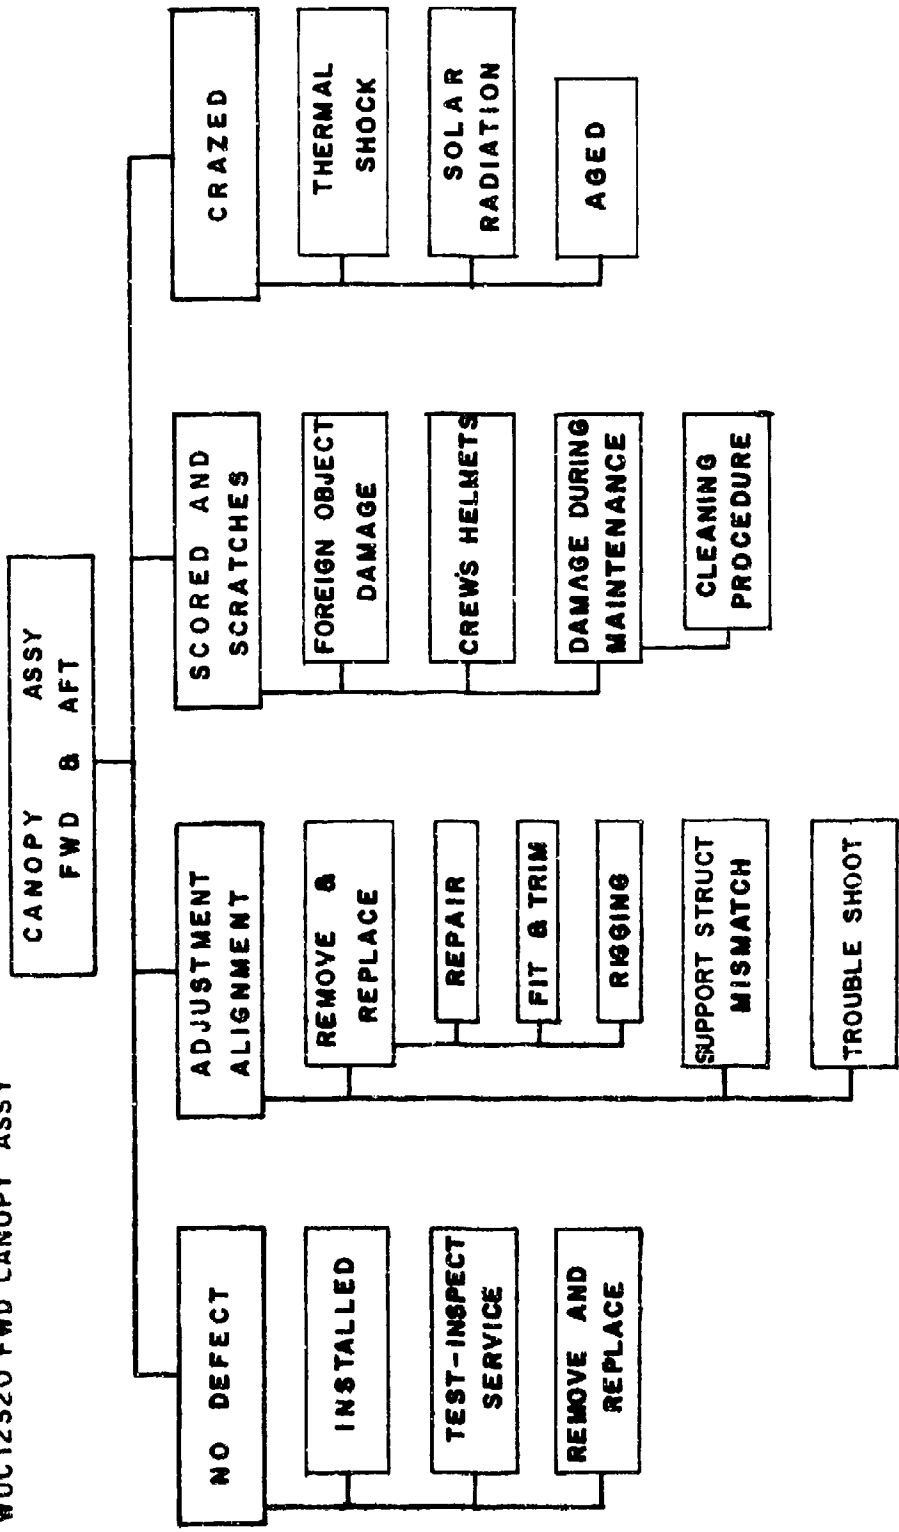 WUC12320 FWD CANOPY ASSY
CANOPY ASSY
FWD & AFT
NO DEFECT
INSTALLED
TEST-INSPECT
SERVICE
REMOVE AND
REPLACE
ADJUSTMENT
ALIGNMENT
REMOVE &
REPLACE
REPAIR
FIT & TRIM
RIGGING
SUPPORT STRUCT
MISMATCH
TROUBLE SHOOT
SCORED AND
SCRATCHES
FOREIGN OBJECT
DAMAGE
CREW'S HELMETS
DAMAGE DURING
MAINTENANCE
CLEANING
PROCEDURE
CRAZED
THERMAL
SHOCK
SOLAR
RADIATION
AGED